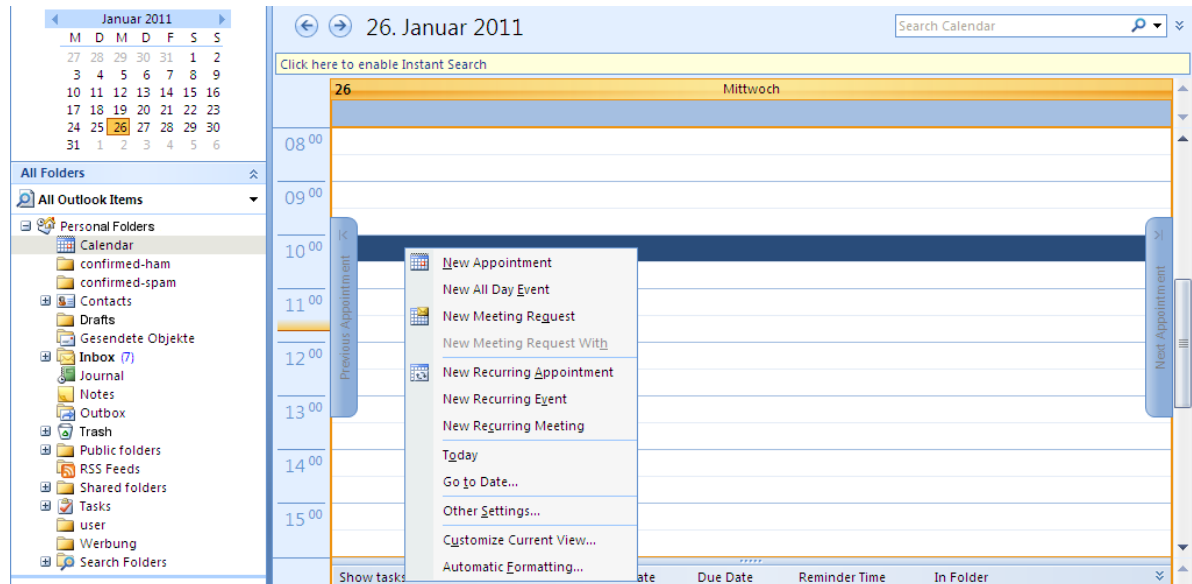 Januar 2011
M D M D F S S
27 28 29 30 31 1 2
3 4 5 6 7 8 9
10 11 12 13 14 15 16
17 18 19 20 21 22 23
24 25 26 27 28 29 30
31 1 2 3 4 5 6
All Folders
All Outlook Items
Personal Folders
Calendar
confirmed-ham
confirmed-spam
Contacts
Drafts
Gesendete Objekte
Inbox (7)
Journal
Notes
Outbox
Trash
Public folders
RSS Feeds
Shared folders
Tasks
user
Werbung
Search Folders
26. Januar 2011
Search Calendar
Click here to enable Instant Search
26 Mittwoch
08 00
09 00
10 00
11 00
12 00
13 00
14 00
15 00
Previous Appointment
New Appointment
New All Day Event
New Meeting Request
New Meeting Request With
New Recurring Appointment
New Recurring Event
New Recurring Meeting
Today
Go to Date...
Other Settings...
Customize Current View...
Automatic Formatting...
Next Appointment
Show tasks ate Due Date Reminder Time In Folder